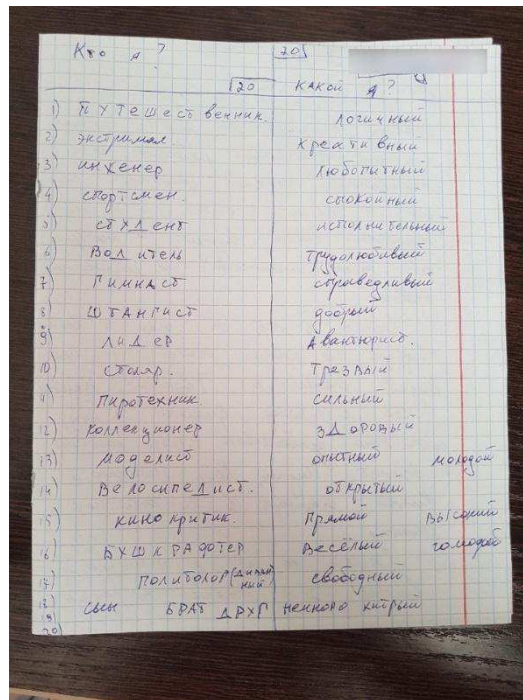 Кто я? 20
20 Какой я?
1) Путешественник. логичный
2) экстримал креативный
3) инженер любопитный
4) спортсмен. спокойный
5) студент исполнительный
6) Водитель трудолюбивый
7) Гимнаст справедливый
8) Штангист добрый
9) Лидер Авантюрист.
10) столяр. Трезвый
11) Пиротехник сильный
12) Коллекционер здоровый
13) моделист опытный молодой
14) Велосипедист. открытый
15) кинокритик. Прямой высокий
16) Весёлый
17) Политолог свободный
18) сын БРАТ ДРУГ немного хитрый
19)
20)